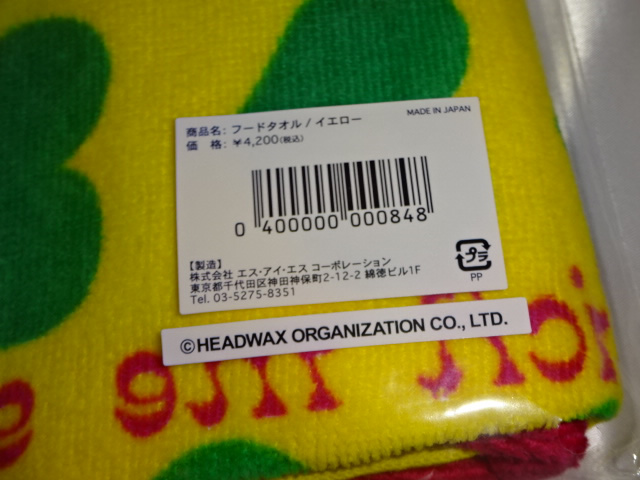 MADE IN JAPAN
商品名: フードタオル / イエロー
価　格: ¥4,200(税込)
0 400000 000848
【製造】
株式会社 エス・アイ・エス コーポレーション
東京都千代田区神田神保町2-12-2 綿徳ビル1F
Tel. 03-5275-8351
プラ
PP
©HEADWAX ORGANIZATION CO., LTD.